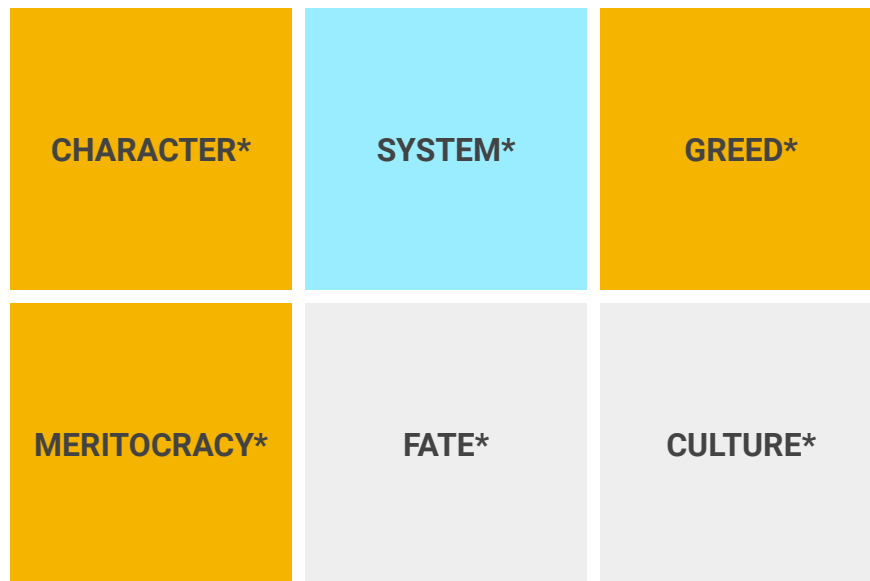 CHARACTER*
SYSTEM*
GREED*
MERITOCRACY*
FATE*
CULTURE*